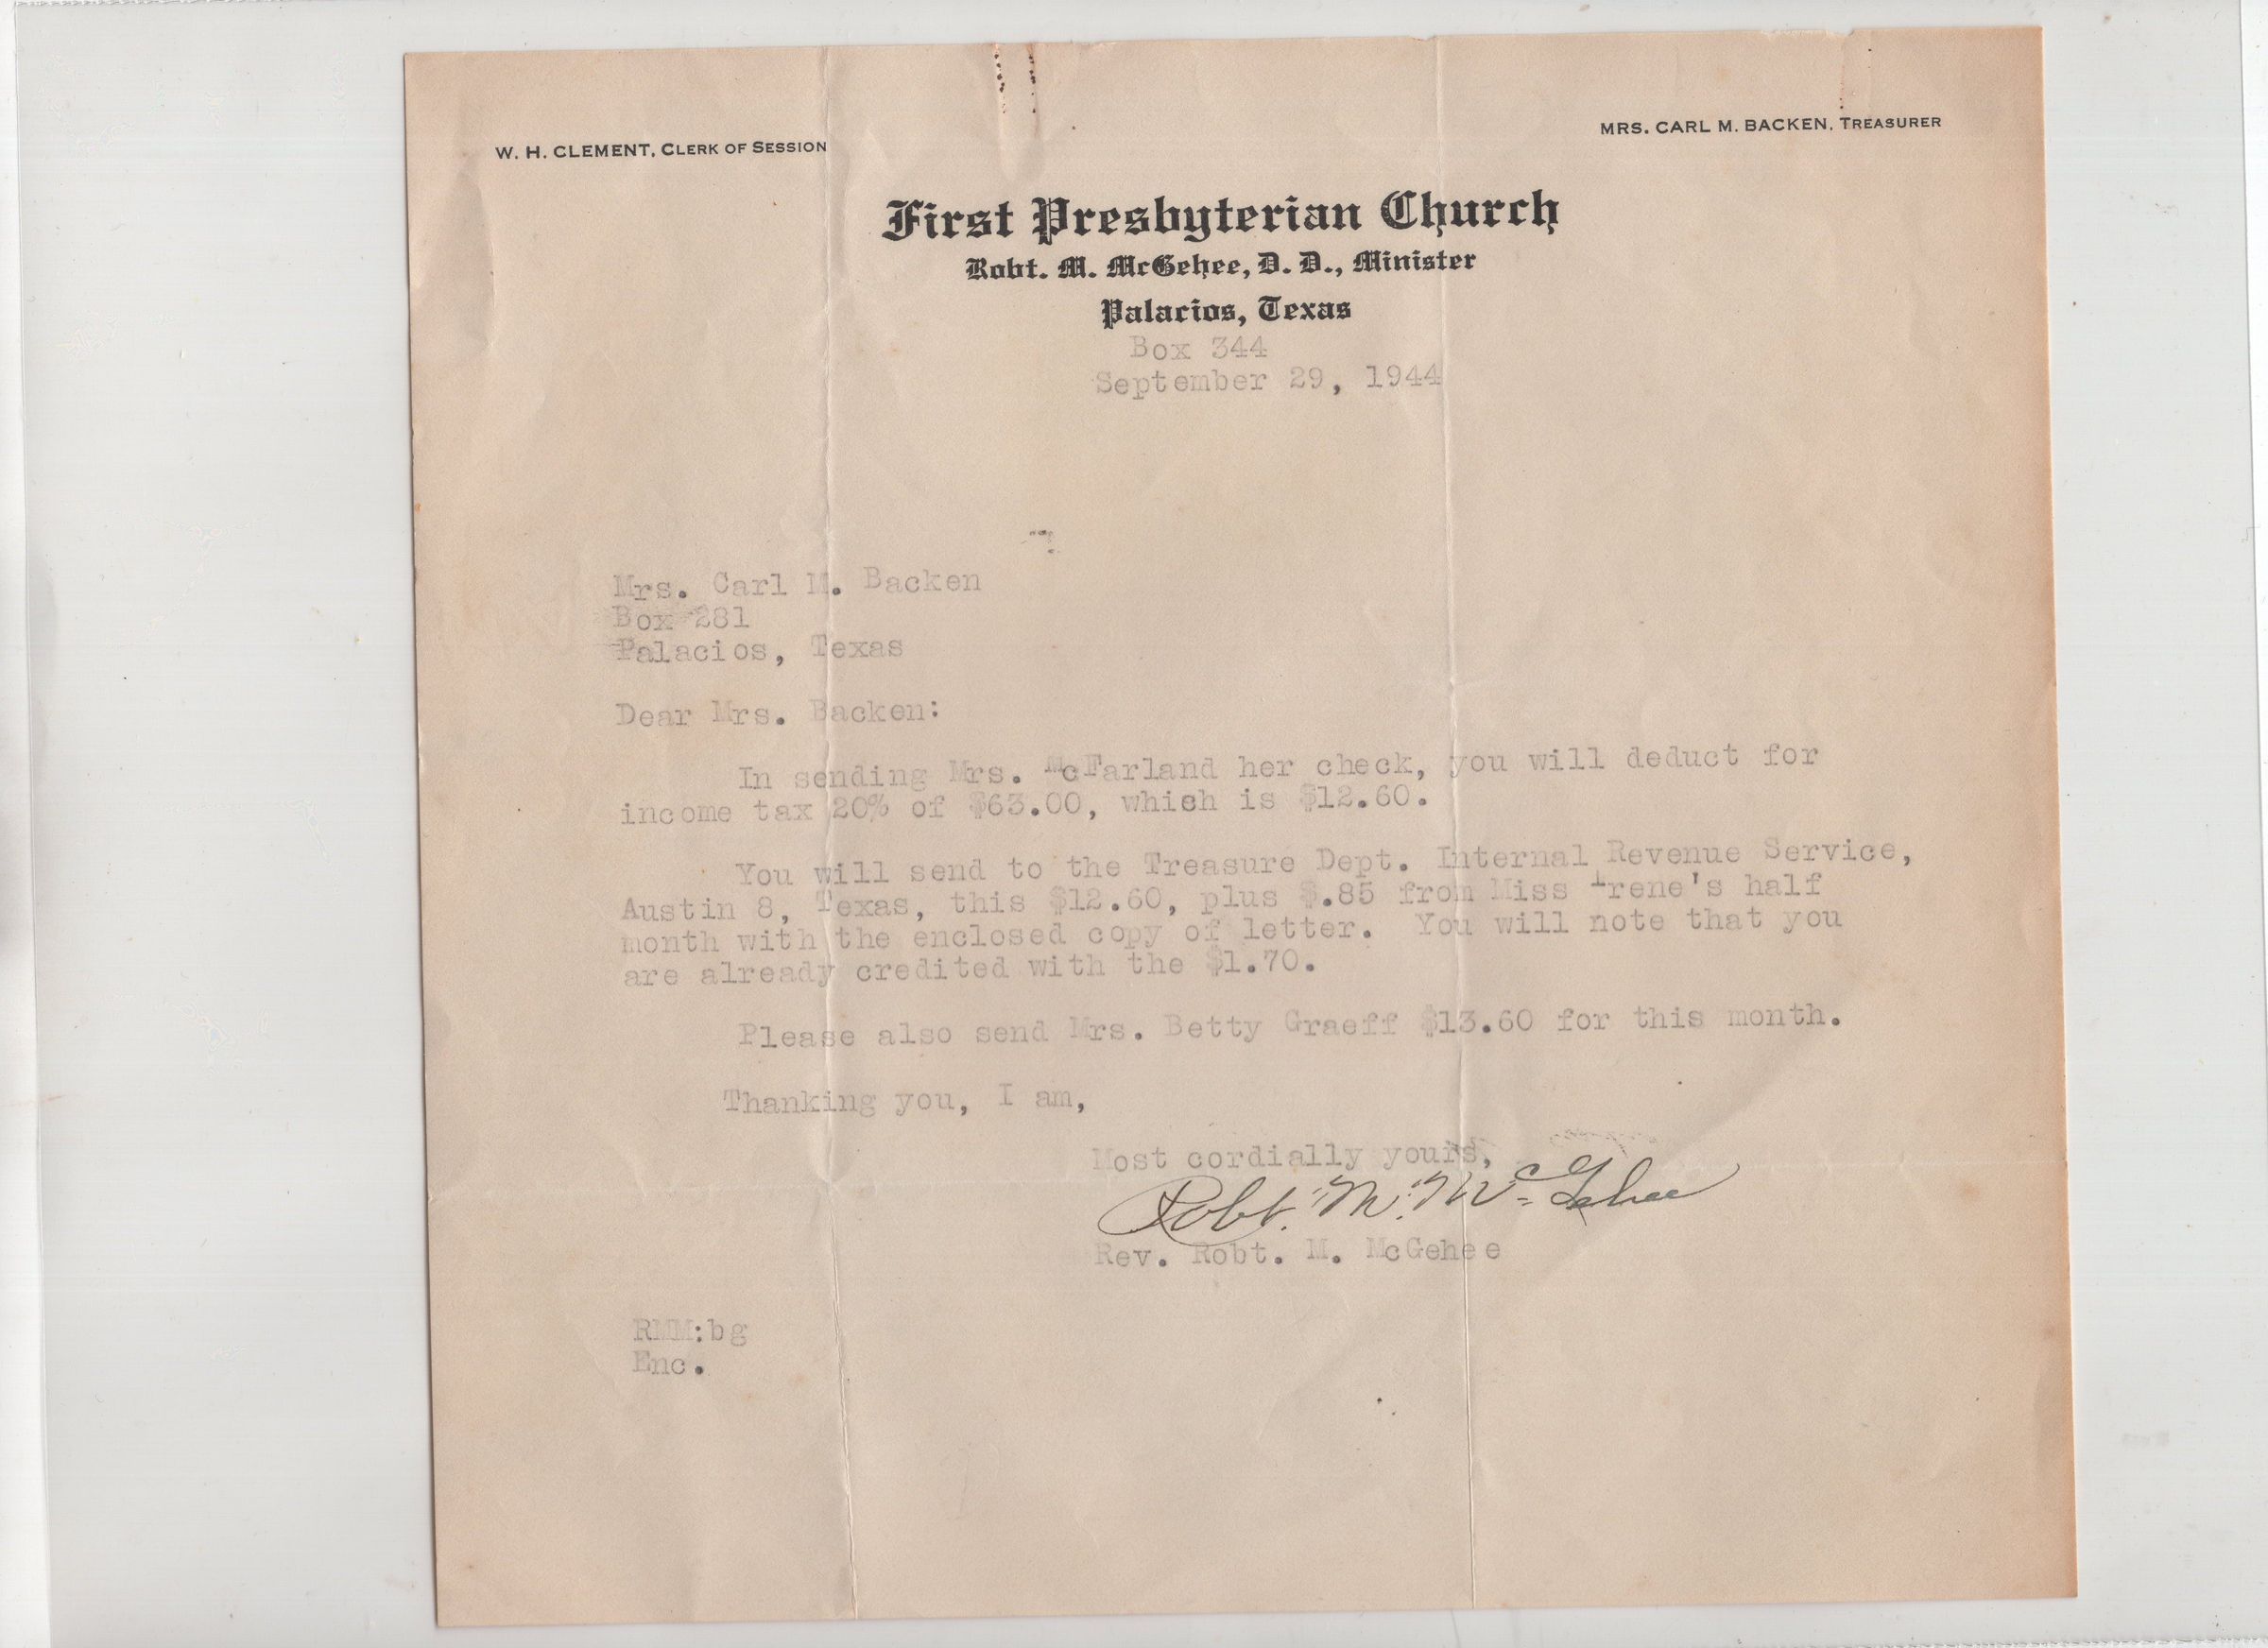 W. H. CLEMENT, CLERK OF SESSION
MRS. CARL M. BACKEN, TREASURER
First Presbyterian Church
Robt. M. McGehee, D. D., Minister
Palacios, Texas
Box 344
September 29, 1944
Mrs. Carl M. Backen
Box 281
Palacios, Texas
Dear Mrs. Backen:
In sending Mrs. McFarland her check, you will deduct for
income tax 20% of $63.00, which is $12.60.
You will send to the Treasure Dept. Internal Revenue Service,
Austin 8, Texas, this $12.60, plus $.85 from Miss Irene's half
month with the enclosed copy of letter. You will note that you
are already credited with the $1.70.
Please also send Mrs. Betty Graeff $13.60 for this month.
Thanking you, I am,
Most cordially yours,
Robt. M. McGehee
Rev. Robt. M. McGehee
RMM:bg
Enc.